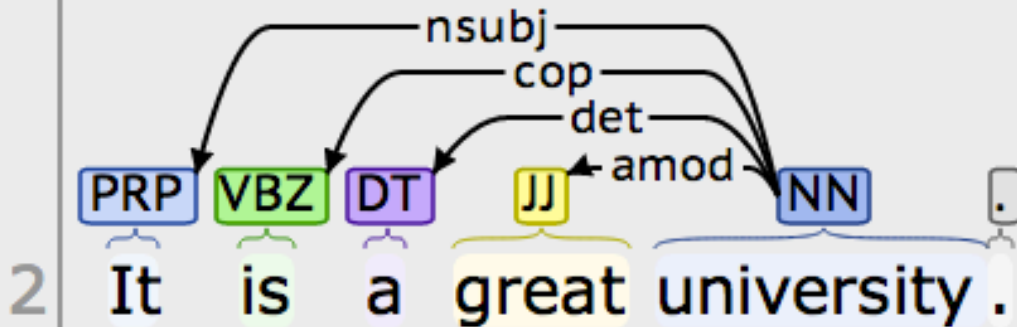 nsubj
cop
det
amod
PRP VBZ DT JJ NN .
2 It is a great university .